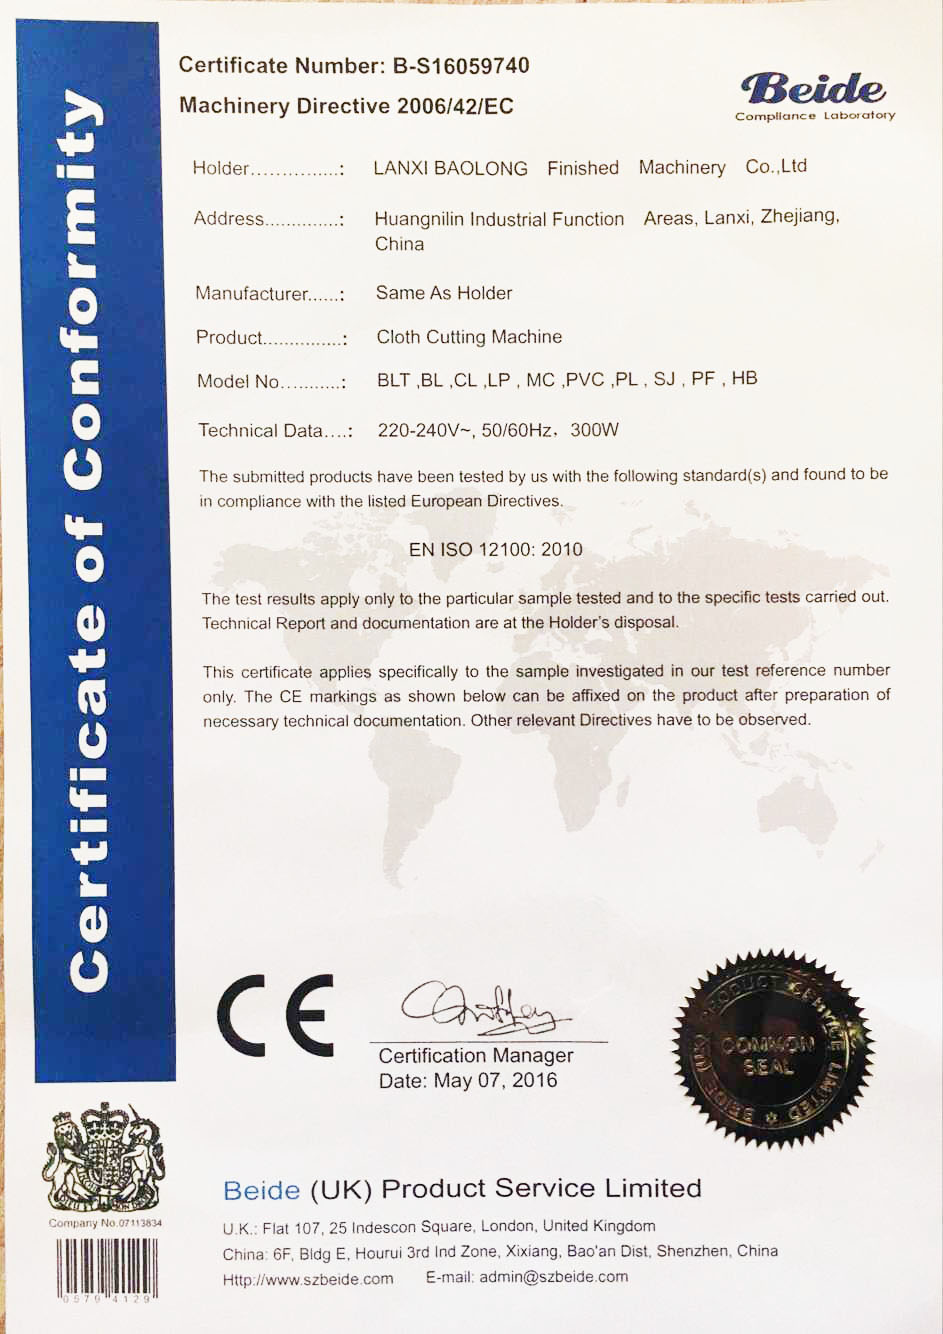 Certificate of Conformity
Certificate Number: B-S16059740
Machinery Directive 2006/42/EC
Beide
Compliance Laboratory
Holder...............: LANXI BAOLONG Finished Machinery Co.,Ltd
Address.............: Huangnilin Industrial Function Areas, Lanxi, Zhejiang,
China
Manufacturer......: Same As Holder
Product...............: Cloth Cutting Machine
Model No...........: BLT ,BL ,CL ,LP , MC ,PVC ,PL , SJ , PF , HB
Technical Data....: 220-240V~, 50/60Hz, 300W
The submitted products have been tested by us with the following standard(s) and found to be
in compliance with the listed European Directives.
EN ISO 12100: 2010
The test results apply only to the particular sample tested and to the specific tests carried out.
Technical Report and documentation are at the Holder's disposal.
This certificate applies specifically to the sample investigated in our test reference number
only. The CE markings as shown below can be affixed on the product after preparation of
necessary technical documentation. Other relevant Directives have to be observed.
CE
Certification Manager
Date: May 07, 2016
BEIDE (UK) PRODUCT SERVICE LIMITED
COMMON
SEAL
Company No.07113834
0579 4129
Beide (UK) Product Service Limited
U.K.: Flat 107, 25 Indescon Square, London, United Kingdom
China: 6F, Bldg E, Hourui 3rd Ind Zone, Xixiang, Bao'an Dist, Shenzhen, China
Http://www.szbeide.com E-mail: admin@szbeide.com